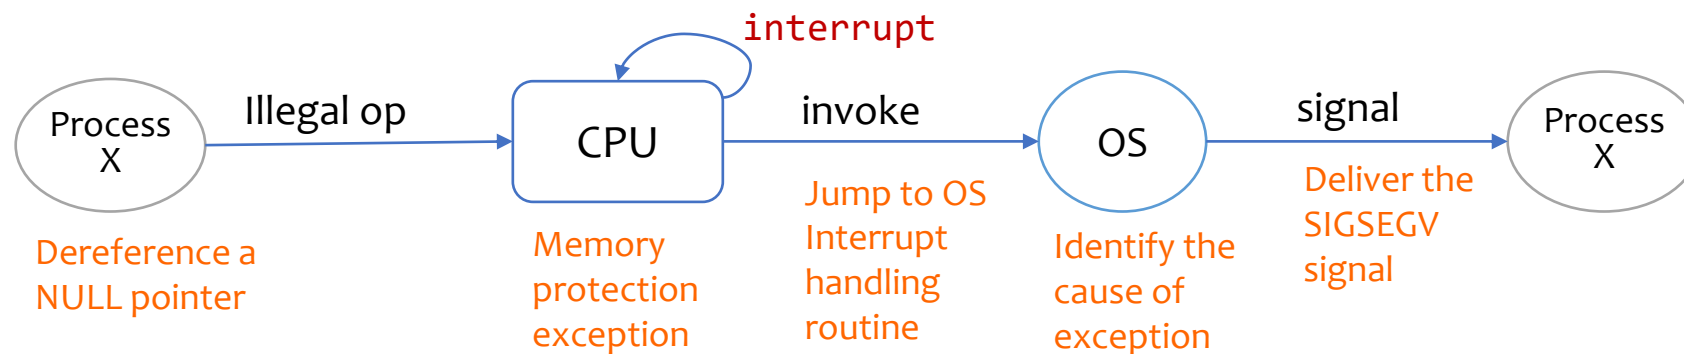 interrupt
Process
X
Illegal op
CPU
invoke
OS
signal
Process
X
Dereference a
NULL pointer
Memory
protection
exception
Jump to OS
Interrupt
handling
routine
Identify the
cause of
exception
Deliver the
SIGSEGV
signal